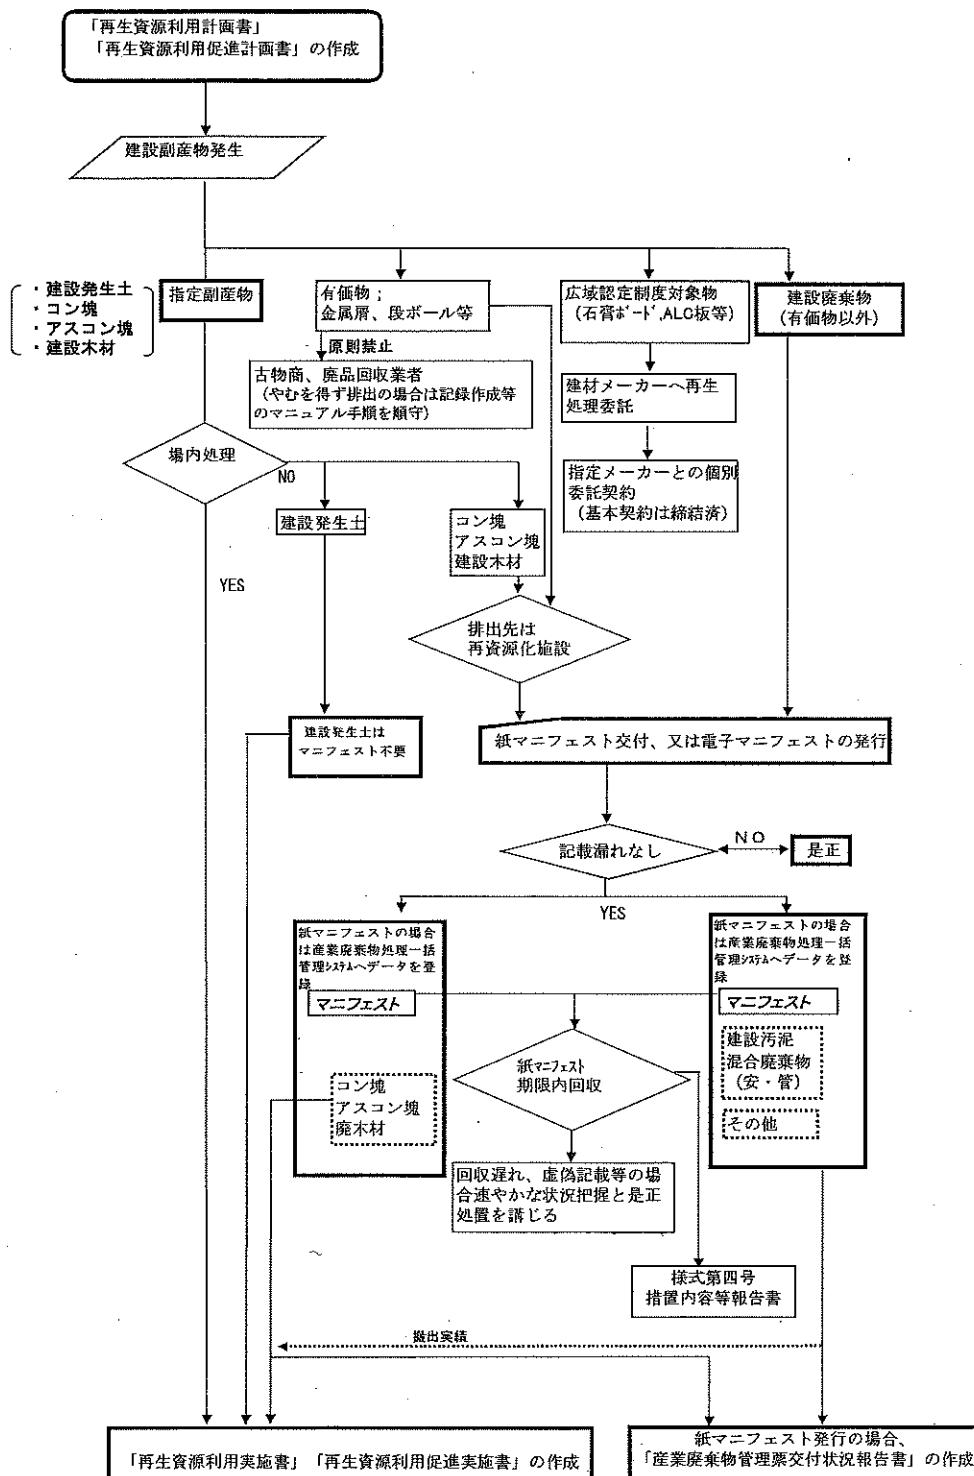 「再生資源利用計画書」
「再生資源利用促進計画書」の作成
建設副産物発生
・建設発生土
・コン塊
・アスコン塊
・建設木材
指定副産物
有価物；
金属屑、段ボール等
広域認定制度対象物
（石膏ボード,ALC板等）
建設廃棄物
（有価物以外）
原則禁止
古物商、廃品回収業者
（やむを得ず排出の場合は記録作成等
のマニュアル手順を順守）
建材メーカーへ再生
処理委託
場内処理
NO
指定メーカーとの個別
委託契約
（基本契約は締結済）
建設発生土
コン塊
アスコン塊
建設木材
YES
排出先は
再資源化施設
建設発生土は
マニフェスト不要
紙マニフェスト交付、又は電子マニフェストの発行
記載漏れなし
NO
是正
YES
紙マニフェストの場合
は産業廃棄物処理一括
管理システムへデータを登
録
マニフェスト
コン塊
アスコン塊
廃木材
紙マニフェスト
期限内回収
紙マニフェストの場合
は産業廃棄物処理一括
管理システムへデータを登
録
マニフェスト
建設汚泥
混合廃棄物
（安・管）
その他
回収遅れ、虚偽記載等の場
合速やかな状況把握と是正
処置を講じる
様式第四号
措置内容等報告書
搬出実績
「再生資源利用実施書」「再生資源利用促進実施書」の作成
紙マニフェスト発行の場合、
「産業廃棄物管理票交付状況報告書」の作成